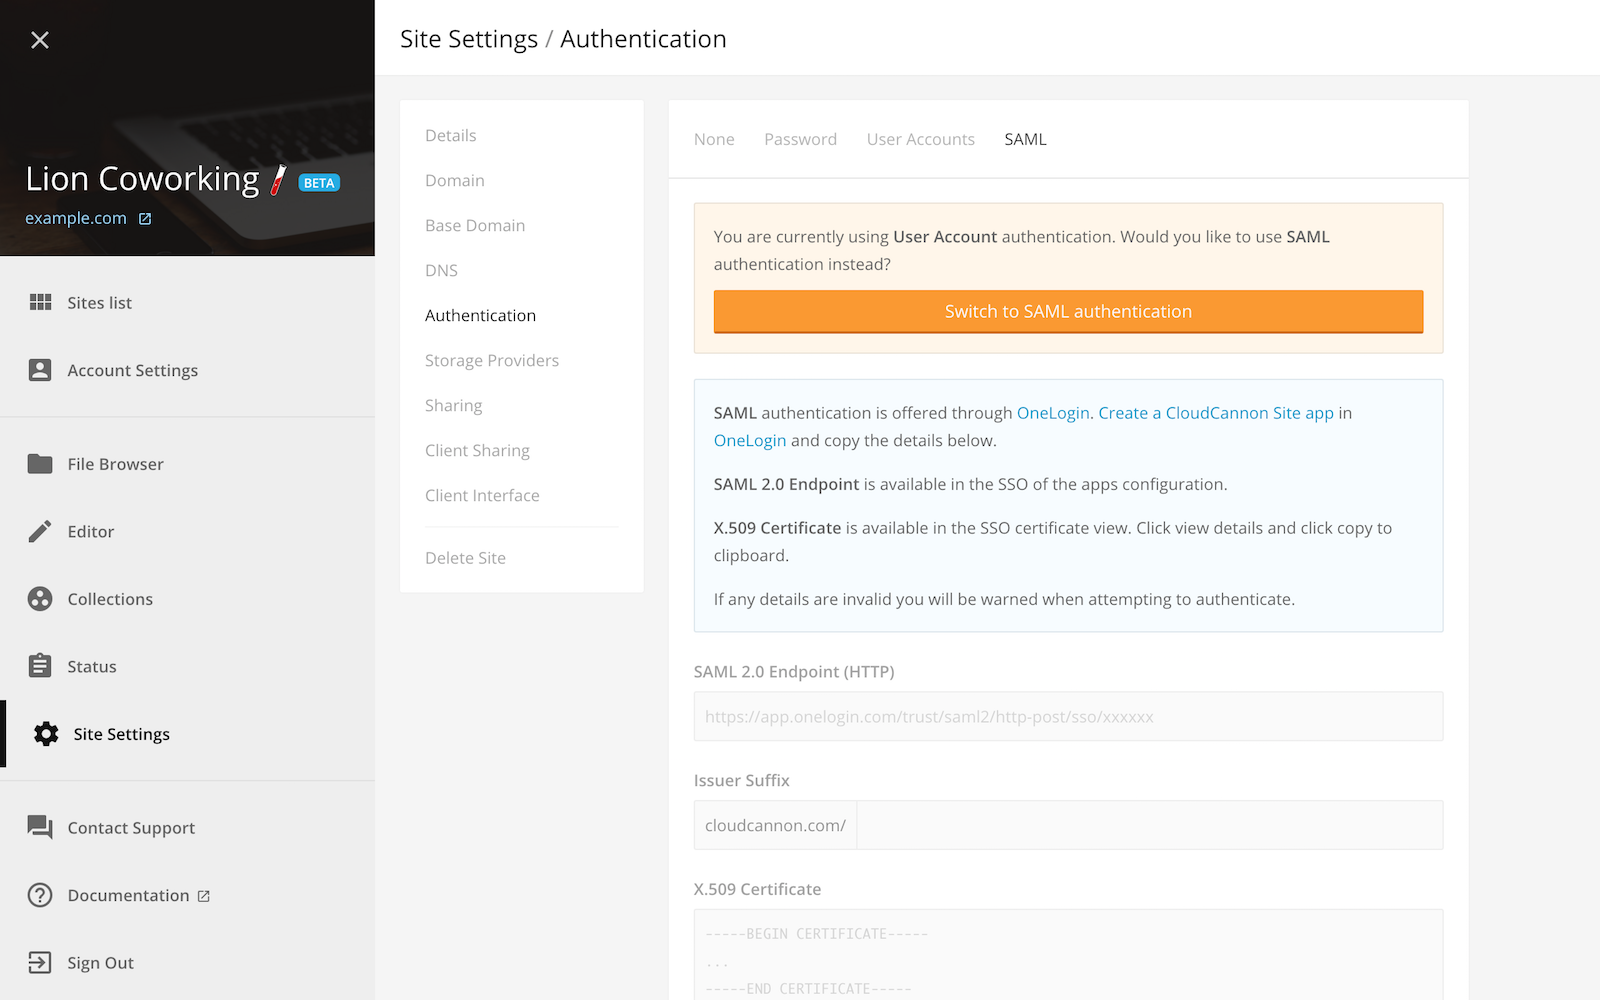 Lion Coworking BETA
example.com
Sites list
Account Settings
File Browser
Editor
Collections
Status
Site Settings
Contact Support
Documentation
Sign Out
Site Settings / Authentication
Details
Domain
Base Domain
DNS
Authentication
Storage Providers
Sharing
Client Sharing
Client Interface
Delete Site
None Password User Accounts SAML
You are currently using User Account authentication. Would you like to use SAML
authentication instead?
Switch to SAML authentication
SAML authentication is offered through OneLogin. Create a CloudCannon Site app in
OneLogin and copy the details below.
SAML 2.0 Endpoint is available in the SSO of the apps configuration.
X.509 Certificate is available in the SSO certificate view. Click view details and click copy to
clipboard.
If any details are invalid you will be warned when attempting to authenticate.
SAML 2.0 Endpoint (HTTP)
https://app.onelogin.com/trust/saml2/http-post/sso/xxxxxx
Issuer Suffix
cloudcannon.com/
X.509 Certificate
-----BEGIN CERTIFICATE-----
...
-----END CERTIFICATE-----